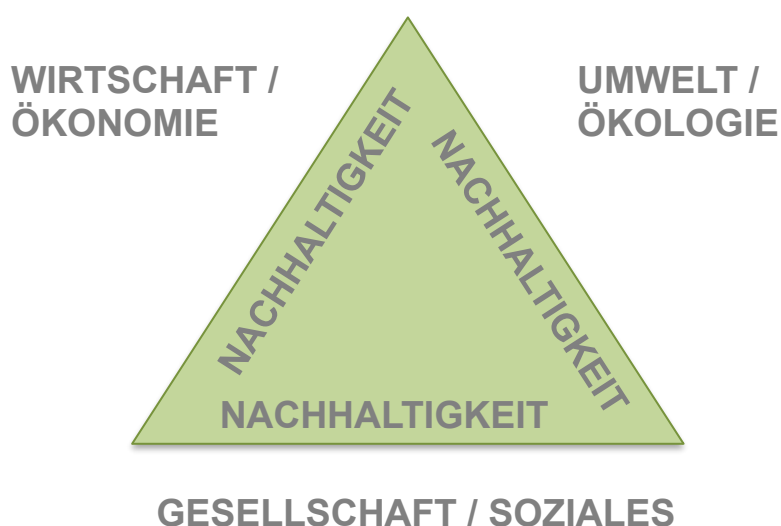 WIRTSCHAFT /
ÖKONOMIE
UMWELT /
ÖKOLOGIE
NACHHALTIGKEIT
NACHHALTIGKEIT
NACHHALTIGKEIT
GESELLSCHAFT / SOZIALES